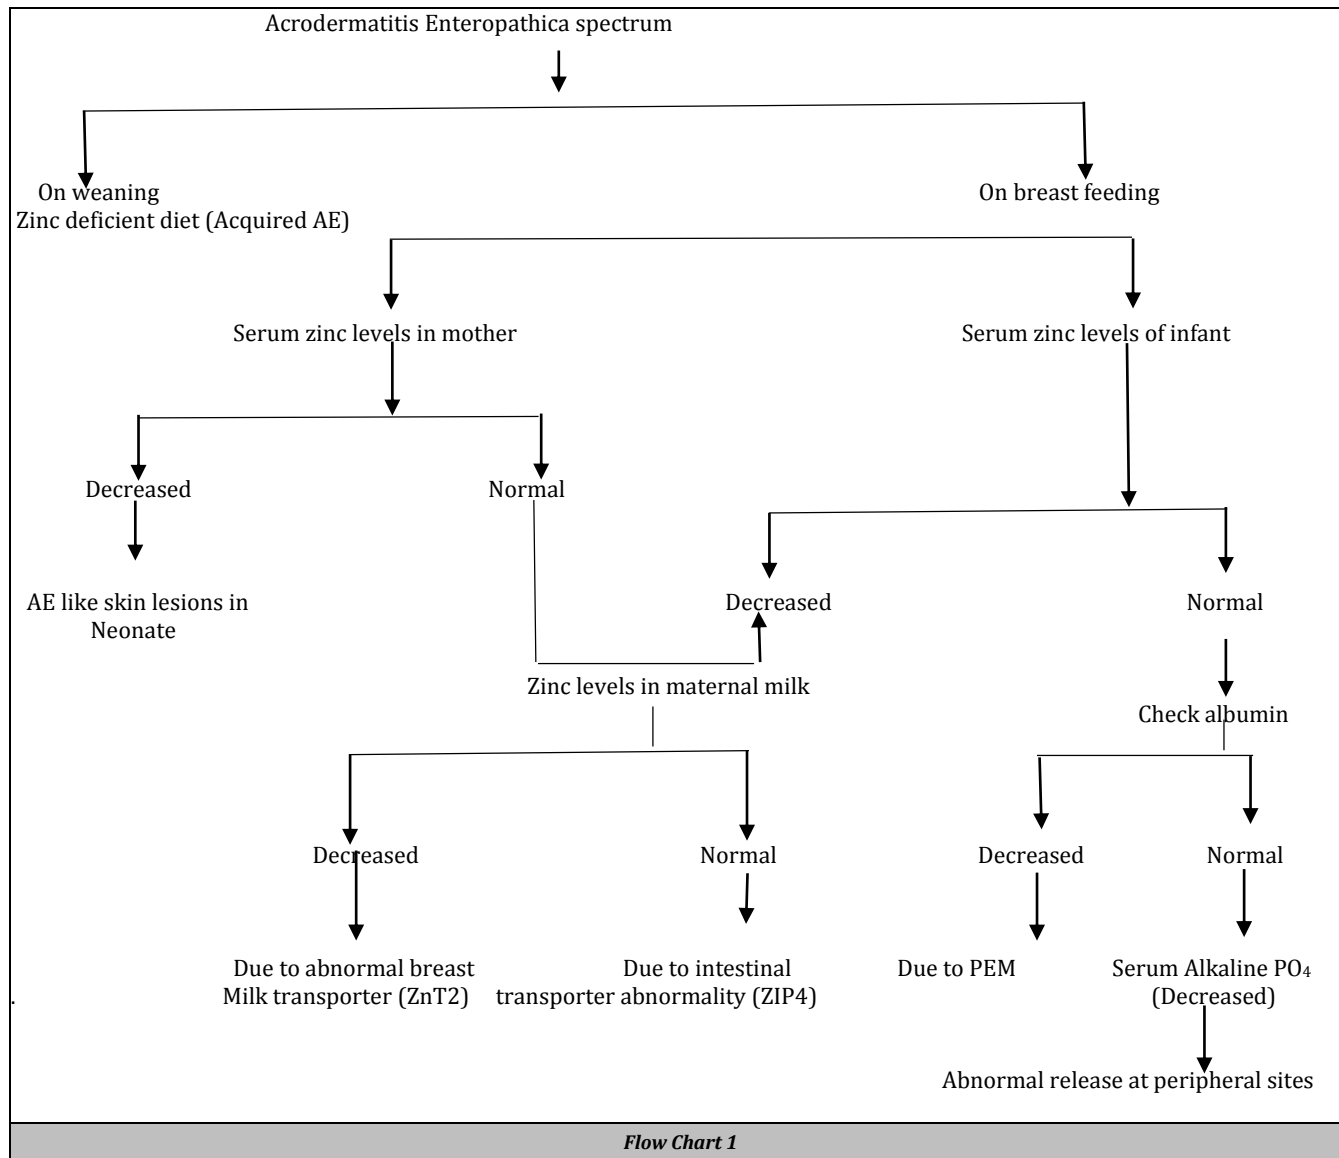 Acrodermatitis Enteropathica spectrum
On weaning
Zinc deficient diet (Acquired AE)
On breast feeding
Serum zinc levels in mother
Serum zinc levels of infant
Decreased
Normal
AE like skin lesions in
Neonate
Decreased
Normal
Zinc levels in maternal milk
Check albumin
Decreased
Normal
Decreased
Normal
Due to abnormal breast
Milk transporter (ZnT2)
Due to intestinal
transporter abnormality (ZIP4)
Due to PEM
Serum Alkaline PO₄
(Decreased)
.
Abnormal release at peripheral sites
Flow Chart 1